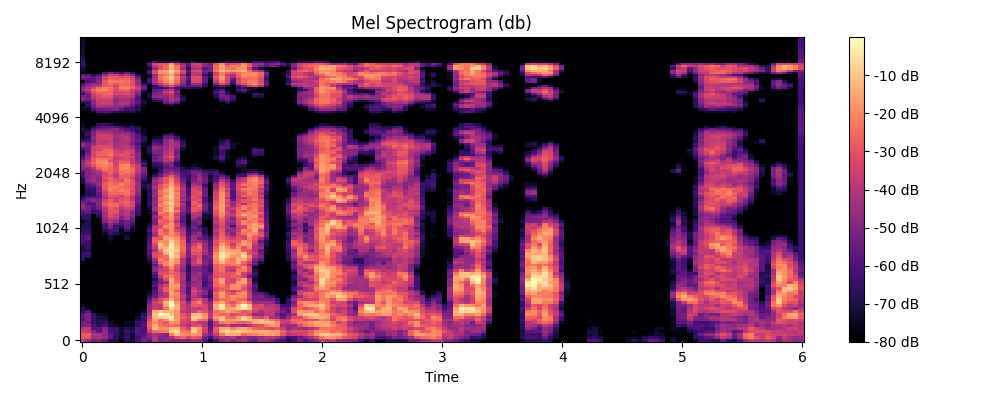 Mel Spectrogram (db)
8192
4096
2048
1024
512
0
Hz
0 1 2 3 4 5 6
Time
-10 dB
-20 dB
-30 dB
-40 dB
-50 dB
-60 dB
-70 dB
-80 dB